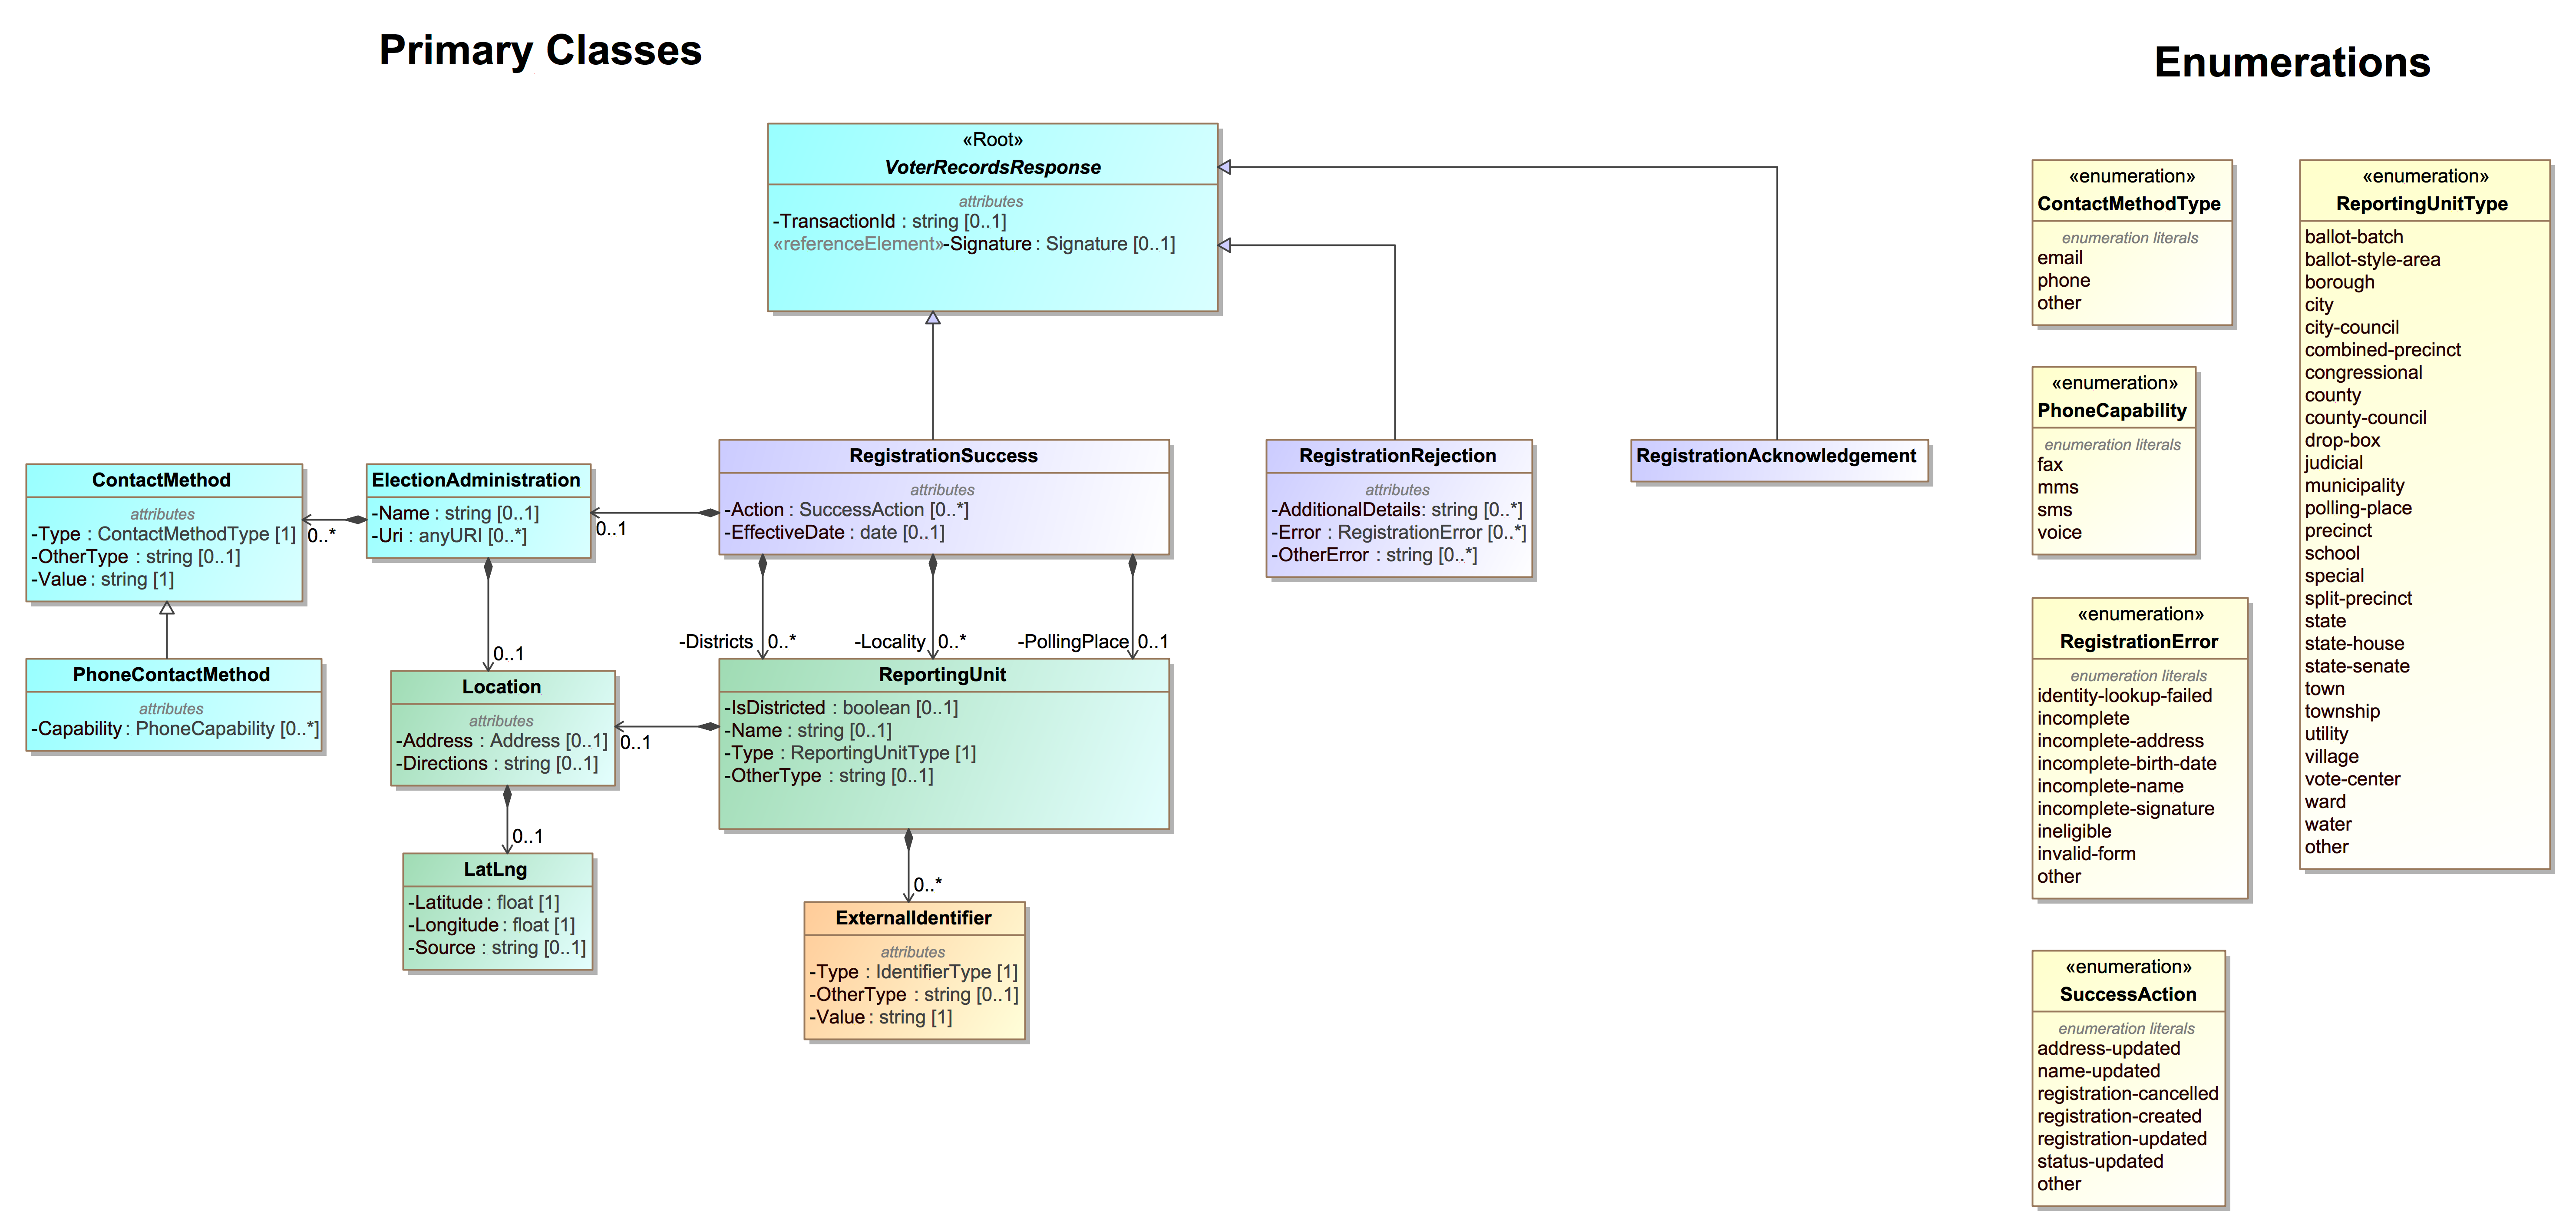 Primary Classes
Enumerations
«Root»
VoterRecordsResponse
attributes
-TransactionId : string [0..1]
«referenceElement»-Signature : Signature [0..1]
ContactMethod
attributes
-Type : ContactMethodType [1]
-OtherType : string [0..1]
-Value : string [1]
0..*
ElectionAdministration
-Name : string [0..1]
-Uri : anyURI [0..*]
0..1
RegistrationSuccess
attributes
-Action : SuccessAction [0..*]
-EffectiveDate : date [0..1]
RegistrationRejection
attributes
-AdditionalDetails: string [0..*]
-Error : RegistrationError [0..*]
-OtherError : string [0..*]
RegistrationAcknowledgement
-Districts 0..*
-Locality 0..*
-PollingPlace 0..1
PhoneContactMethod
attributes
-Capability : PhoneCapability [0..*]
0..1
Location
attributes
-Address : Address [0..1]
-Directions : string [0..1]
0..1
ReportingUnit
-IsDistricted : boolean [0..1]
-Name : string [0..1]
-Type : ReportingUnitType [1]
-OtherType : string [0..1]
0..1
LatLng
-Latitude : float [1]
-Longitude : float [1]
-Source : string [0..1]
0..*
ExternalIdentifier
attributes
-Type : IdentifierType [1]
-OtherType : string [0..1]
-Value : string [1]
«enumeration»
ContactMethodType
enumeration literals
email
phone
other
«enumeration»
PhoneCapability
enumeration literals
fax
mms
sms
voice
«enumeration»
RegistrationError
enumeration literals
identity-lookup-failed
incomplete
incomplete-address
incomplete-birth-date
incomplete-name
incomplete-signature
ineligible
invalid-form
other
«enumeration»
SuccessAction
enumeration literals
address-updated
name-updated
registration-cancelled
registration-created
registration-updated
status-updated
other
«enumeration»
ReportingUnitType
ballot-batch
ballot-style-area
borough
city
city-council
combined-precinct
congressional
county
county-council
drop-box
judicial
municipality
polling-place
precinct
school
special
split-precinct
state
state-house
state-senate
town
township
utility
village
vote-center
ward
water
other